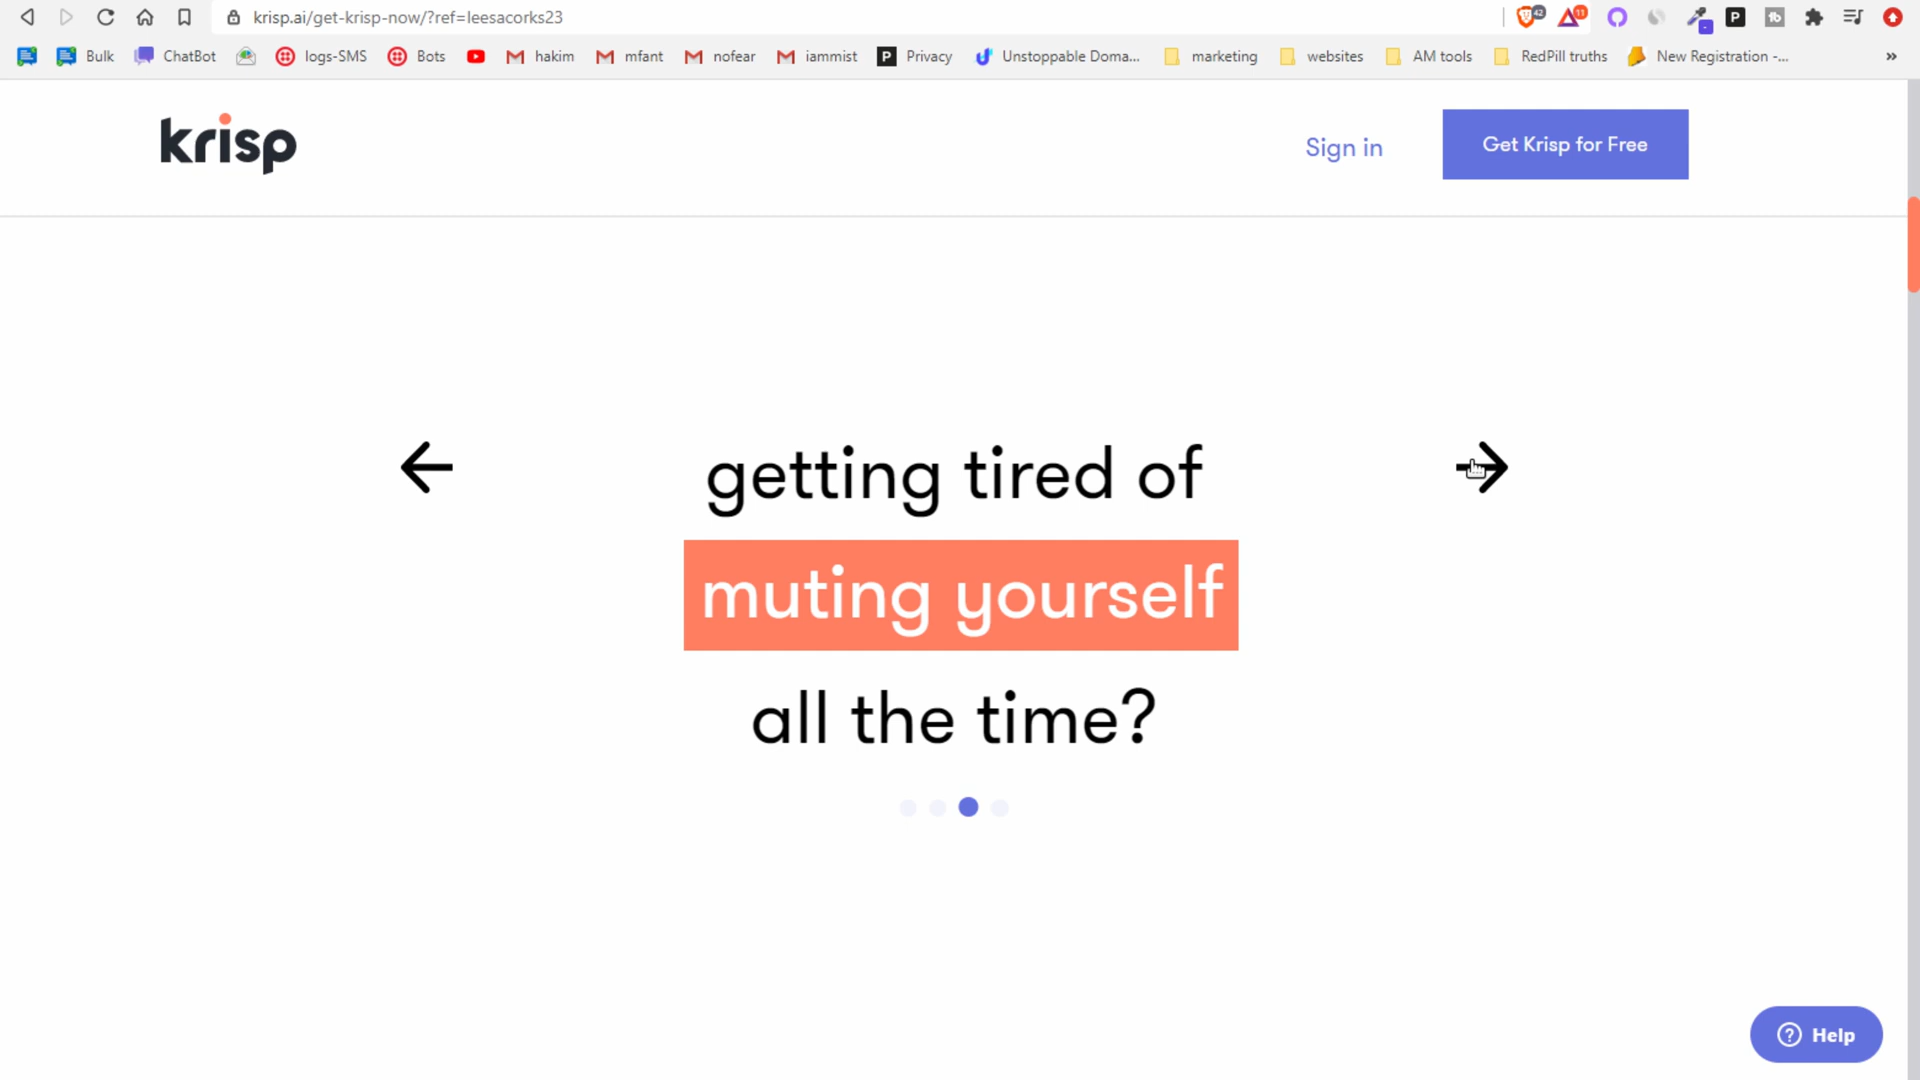 krisp.ai/get-krisp-now/?ref=leesacorks23
42
11
P
Bulk
ChatBot
logs-SMS
Bots
hakim
mfant
nofear
iammist
P Privacy
Unstoppable Doma...
marketing
websites
AM tools
RedPill truths
New Registration -...
»
krisp
Sign in
Get Krisp for Free
getting tired of
muting yourself
all the time?
? Help